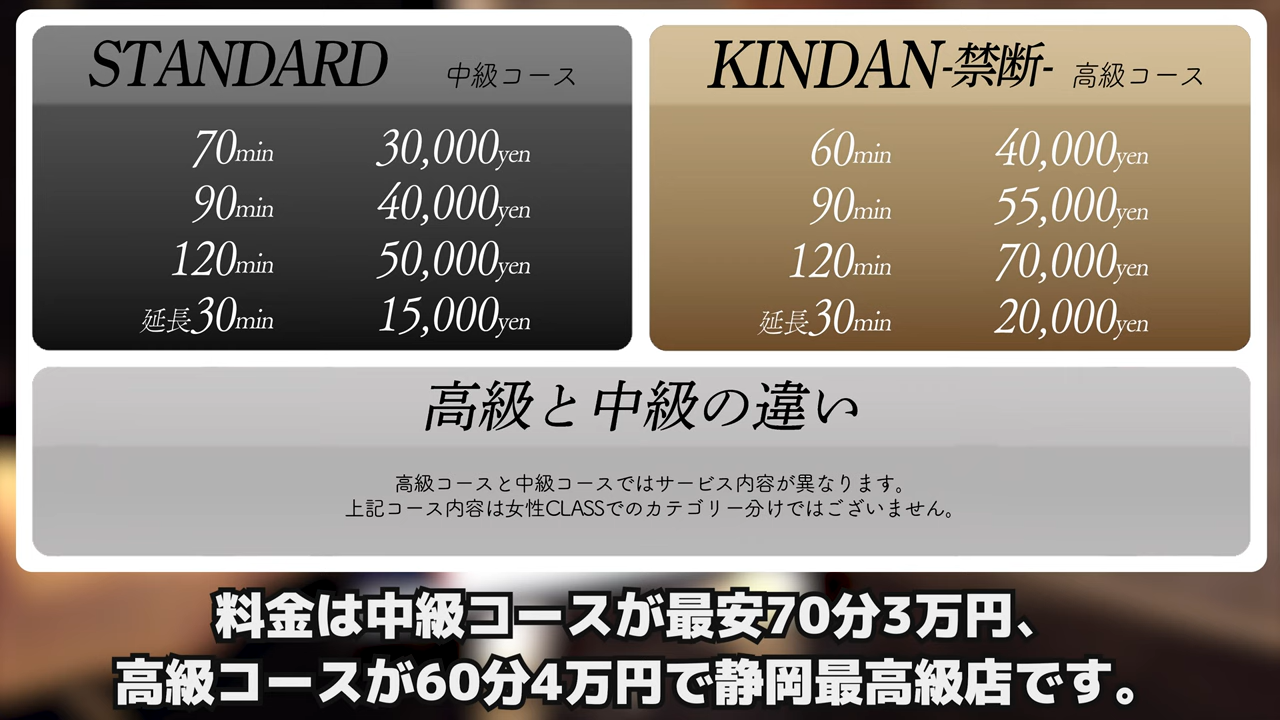 STANDARD 中級コース
70min 30,000yen
90min 40,000yen
120min 50,000yen
延長30min 15,000yen
KINDAN-禁断- 高級コース
60min 40,000yen
90min 55,000yen
120min 70,000yen
延長30min 20,000yen
高級と中級の違い
高級コースと中級コースではサービス内容が異なります。
上記コース内容は女性CLASSでのカテゴリー分けではございません。
料金は中級コースが最安70分3万円、
高級コースが60分4万円で静岡最高級店です。